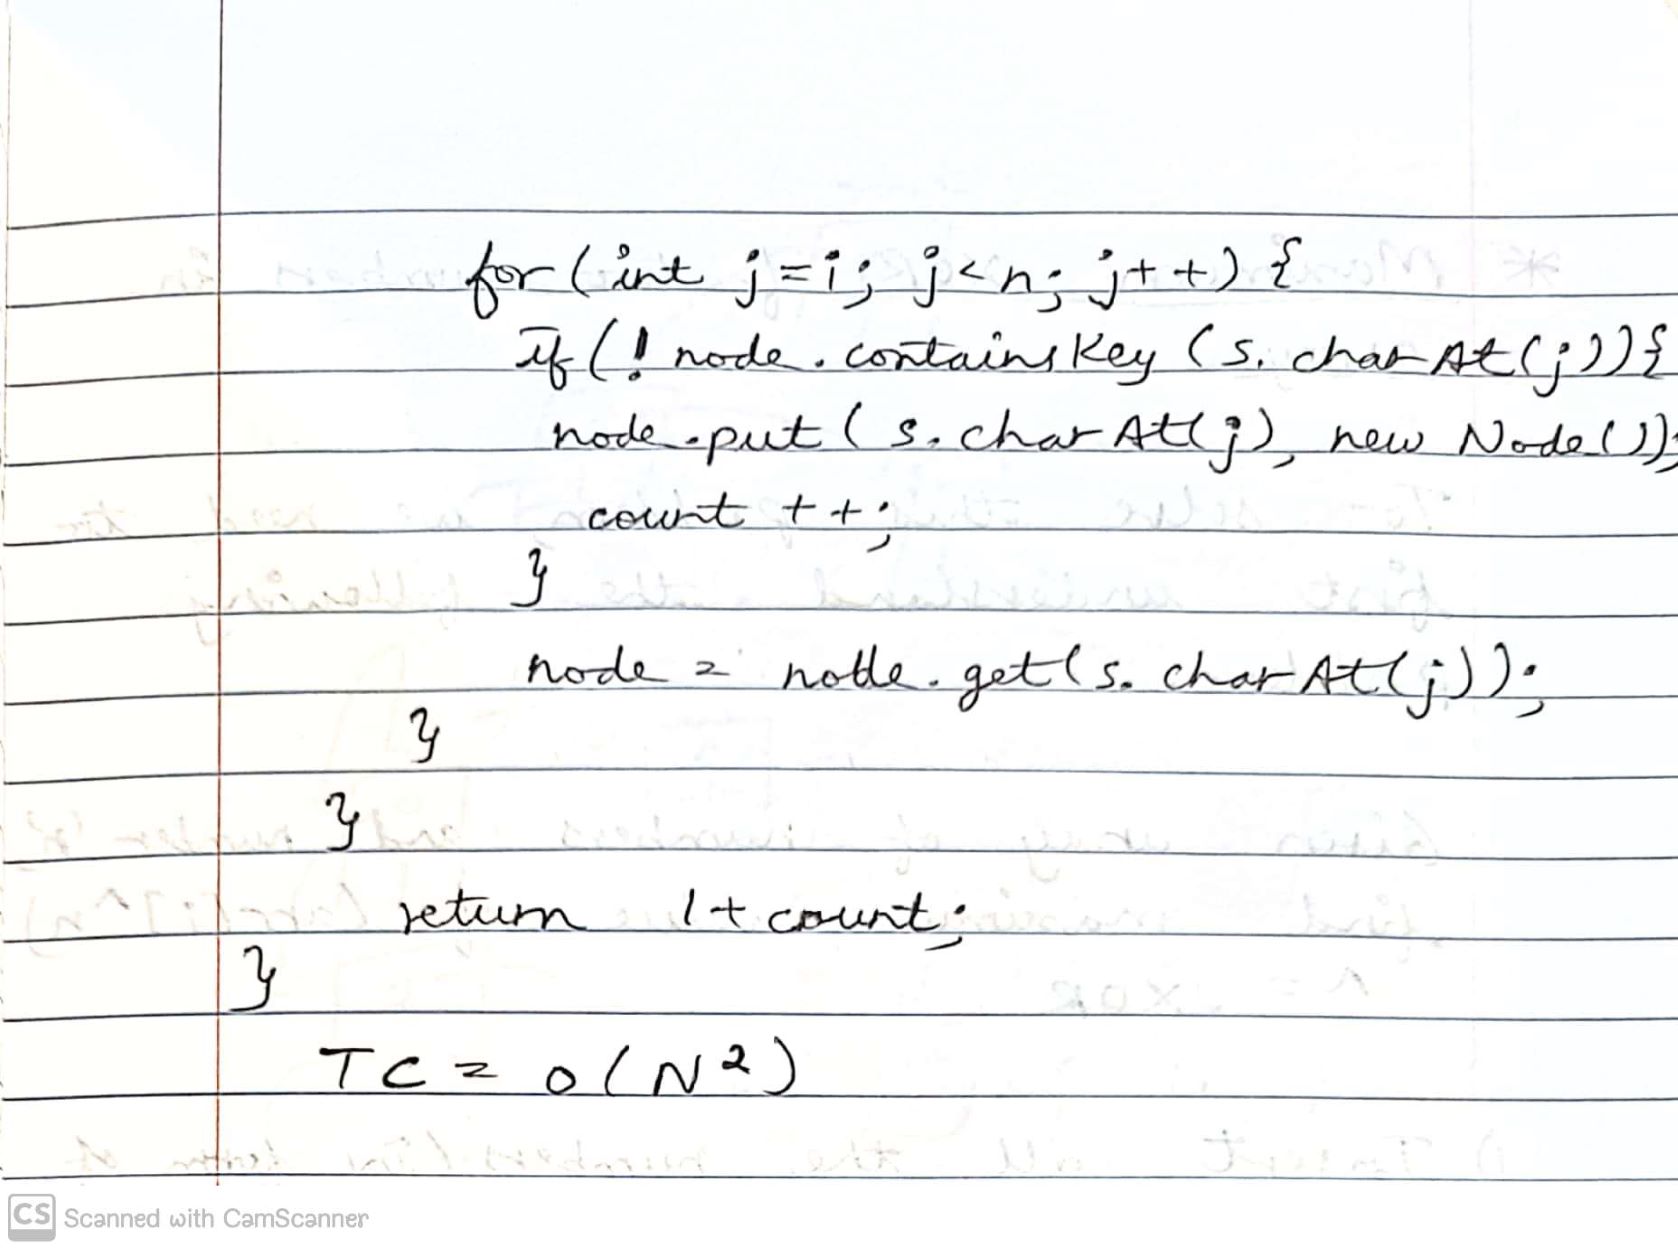 for (int j = i; j < n; j++) {
if (! node.containsKey (s.charAt(j))){
node.put (s.charAt(j), new Node());
count ++;
}
node = node.get(s.charAt(j));
}
}
return 1+ count;
}
TC = O(N²)
CS Scanned with CamScanner